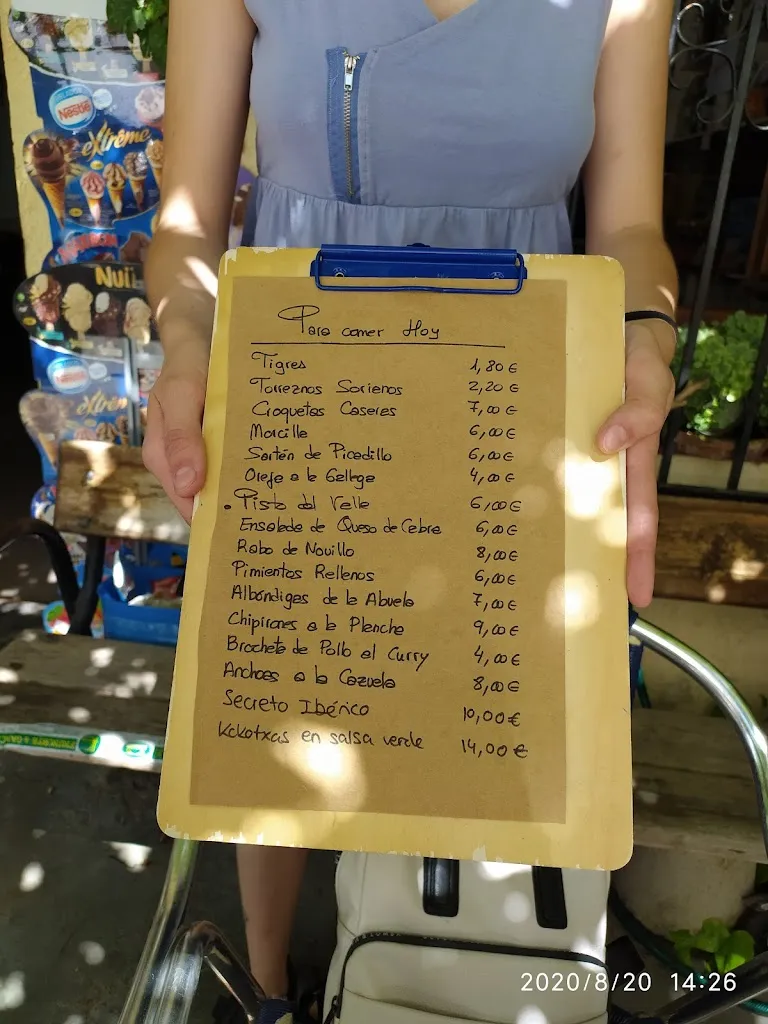 Nestlé
extrême
Nui
Nestlé
extrêm
Para comer Hoy
Tigres 1,80 €
Torreznos Sorianos 2,20 €
Croquetas Caseras 7,00 €
Morcilla 6,00 €
Sartén de Picadillo 6,00 €
Oreja a la Gallega 4,00 €
. Pisto del Valle 6,00 €
Ensalada de Queso de Cabra 6,00 €
Rabo de Novillo 8,00 €
Pimientos Rellenos 6,00 €
Albóndigas de la Abuela 7,00 €
Chipirones a la Plancha 9,00 €
Brocheta de Pollo al Curry 4,00 €
Anchoas a la Cazuela 8,00 €
Secreto Ibérico 10,00 €
Kokotxas en salsa verde 14,00 €
2020/8/20 14:26